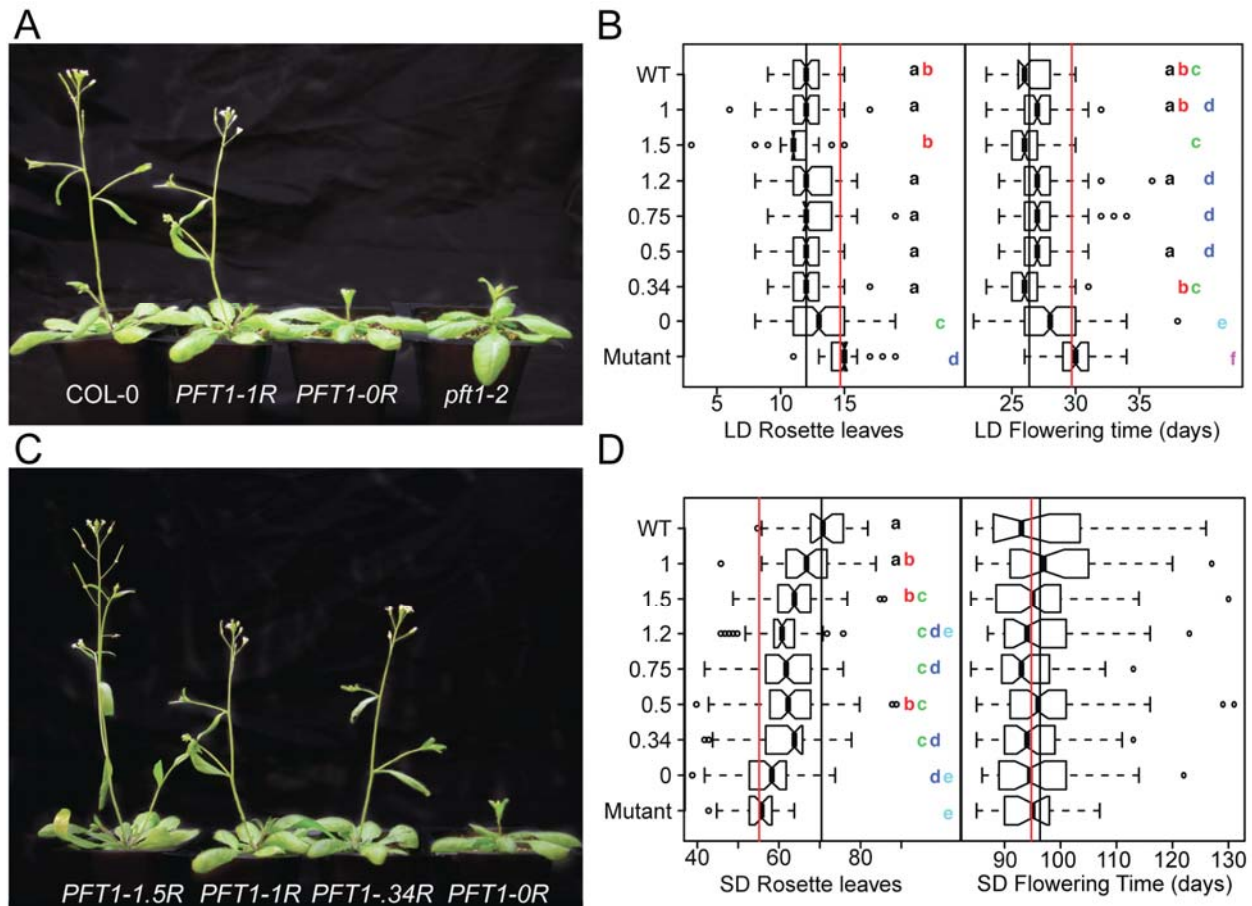 A
COL-0 PFT1-1R PFT1-0R pft1-2
B
WT a b a b c
1 a a b d
1.5 b c
1.2 a a d
0.75 a d
0.5 a a d
0.34 a b c
0 c e
Mutant d f
5 10 15 25 30 35
LD Rosette leaves LD Flowering time (days)
C
PFT1-1.5R PFT1-1R PFT1-.34R PFT1-0R
D
WT a
1 a b
1.5 b c
1.2 c d e
0.75 c d
0.5 b c
0.34 c d
0 d e
Mutant e
40 60 80 90 100 110 120 130
SD Rosette leaves SD Flowering Time (days)